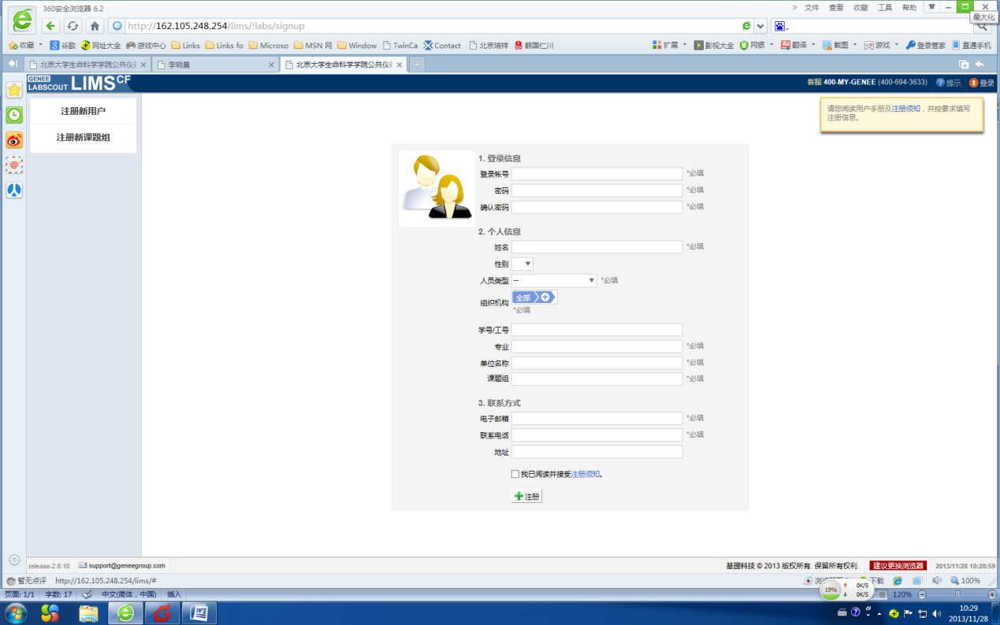 360安全浏览器 6.2
» 文件 查看 收藏 工具 帮助
最大化
http://162.105.248.254/lims/!labs/signup
收藏 谷歌 网址大全 游戏中心 Links Links fo Microso MSN 网 Window TwinCa Contact 北京瑞祥 韩国仁川 扩展 影视大全 网银 翻译 截图 游戏 登录管家 直通手机
北京大学生命科学学院公共仪 李晓晨 北京大学生命科学学院公共仪
GENEE LABSCOUT LIMS CF
客服 400-MY-GENEE (400-694-3633) 提示 登录
注册新用户
注册新课题组
请您阅读用户手册及注册须知，并按要求填写
注册信息。
1. 登录信息
登录帐号 *必填
密码 *必填
确认密码 *必填
2. 个人信息
姓名 *必填
性别
人员类型 -- *必填
组织机构 全部
*必填
学号/工号
专业 *必填
单位名称 *必填
课题组 *必填
3. 联系方式
电子邮箱 *必填
联系电话 *必填
地址
我已阅读并接受注册须知。
注册
release-2.8.10 support@geneegroup.com 基理科技 © 2013 版权所有. 保留所有权利. 建议更换浏览器 2013/11/28 10:28:59
暂无点评 http://162.105.248.254/lims/# 下载 100%
19% 0K/S
0K/S
页面: 1/1 字数: 17 中文(简体，中国) 插入 120%
10:29
2013/11/28